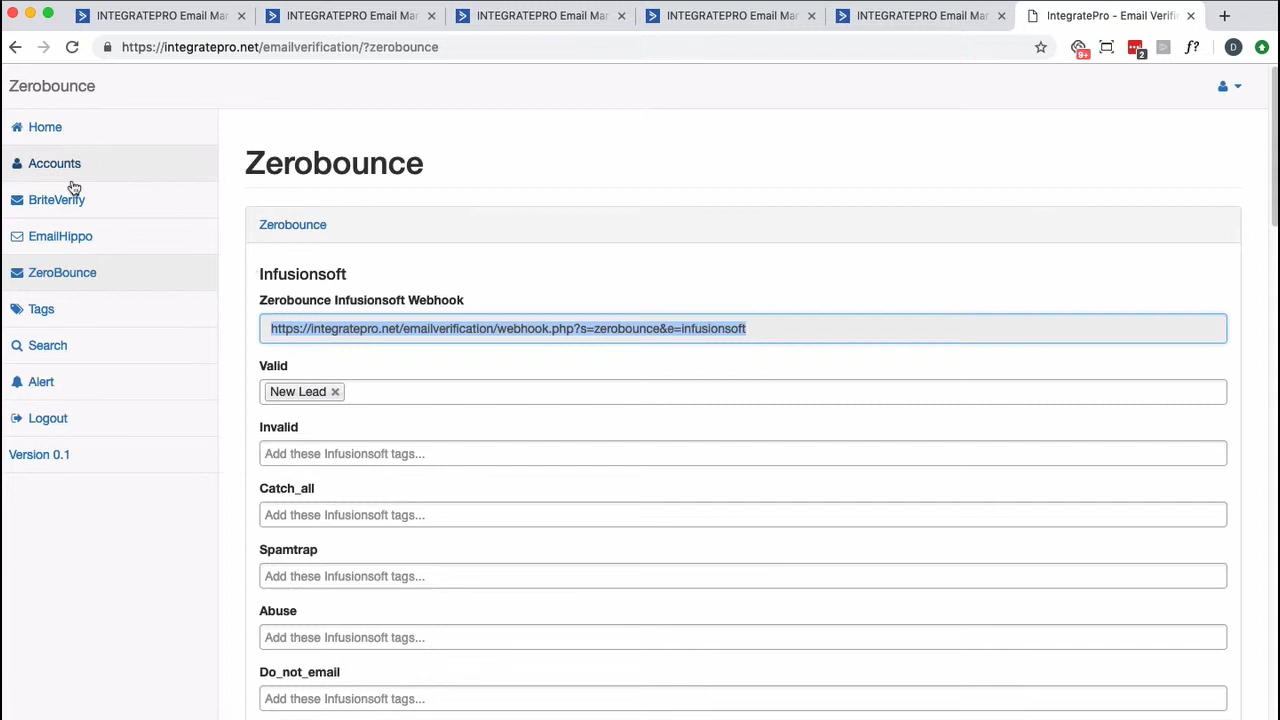 INTEGRATEPRO Email Mar
INTEGRATEPRO Email Mar
INTEGRATEPRO Email Mar
INTEGRATEPRO Email Mar
INTEGRATEPRO Email Mar
IntegratePro - Email Verifi
https://integratepro.net/emailverification/?zerobounce
9+
2
f?
D
Zerobounce
Home
Accounts
BriteVerify
EmailHippo
ZeroBounce
Tags
Search
Alert
Logout
Version 0.1
Zerobounce
Zerobounce
Infusionsoft
Zerobounce Infusionsoft Webhook
https://integratepro.net/emailverification/webhook.php?s=zerobounce&e=infusionsoft
Valid
New Lead ×
Invalid
Add these Infusionsoft tags...
Catch_all
Add these Infusionsoft tags...
Spamtrap
Add these Infusionsoft tags...
Abuse
Add these Infusionsoft tags...
Do_not_email
Add these Infusionsoft tags...